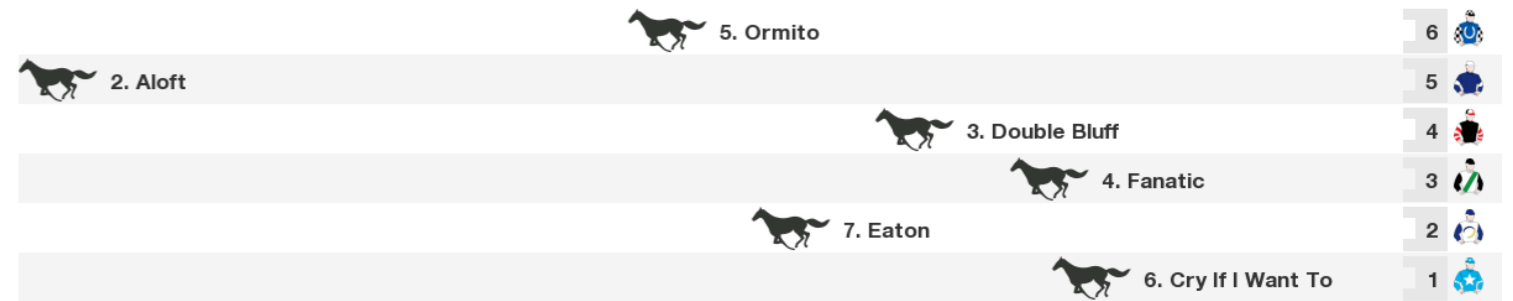 5. Ormito 6
2. Aloft 5
3. Double Bluff 4
4. Fanatic 3
7. Eaton 2
6. Cry If I Want To 1